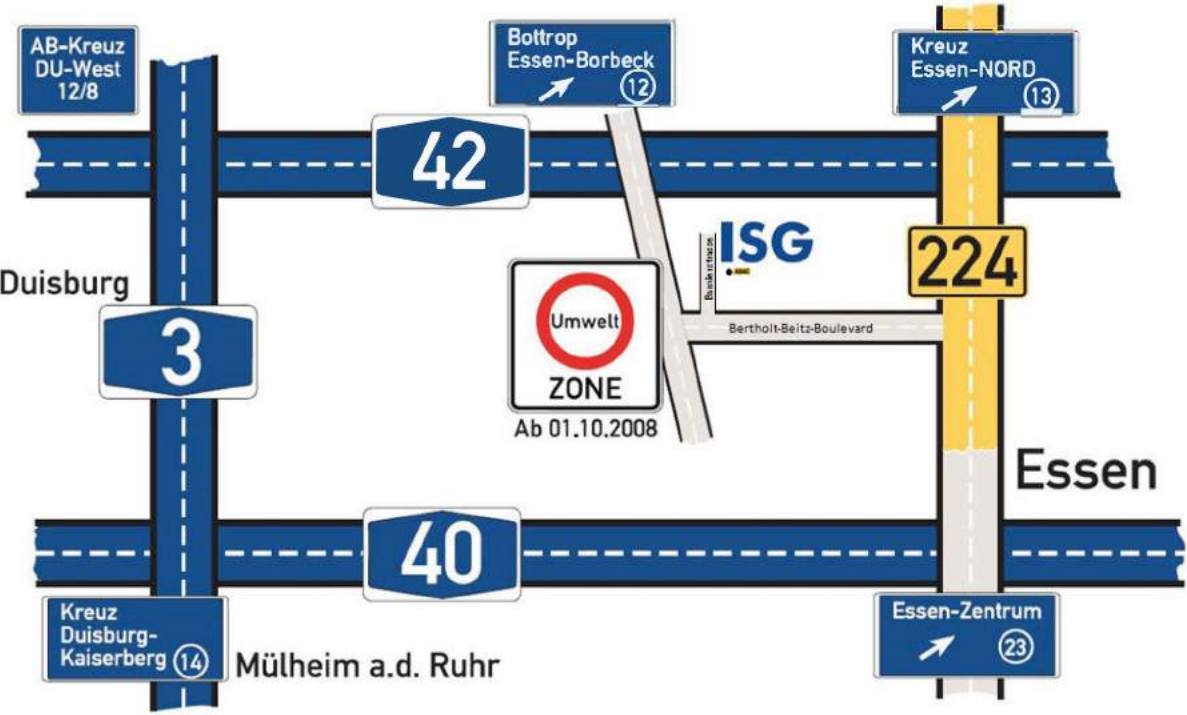 AB-Kreuz
DU-West
12/8
Bottrop
Essen-Borbeck
12
Kreuz
Essen-NORD
13
42
ISG
224
Duisburg
Umwelt
ZONE
Ab 01.10.2008
Bertholt-Beitz-Boulevard
3
Essen
40
Kreuz
Duisburg-
Kaiserberg 14
Mülheim a.d. Ruhr
Essen-Zentrum
23